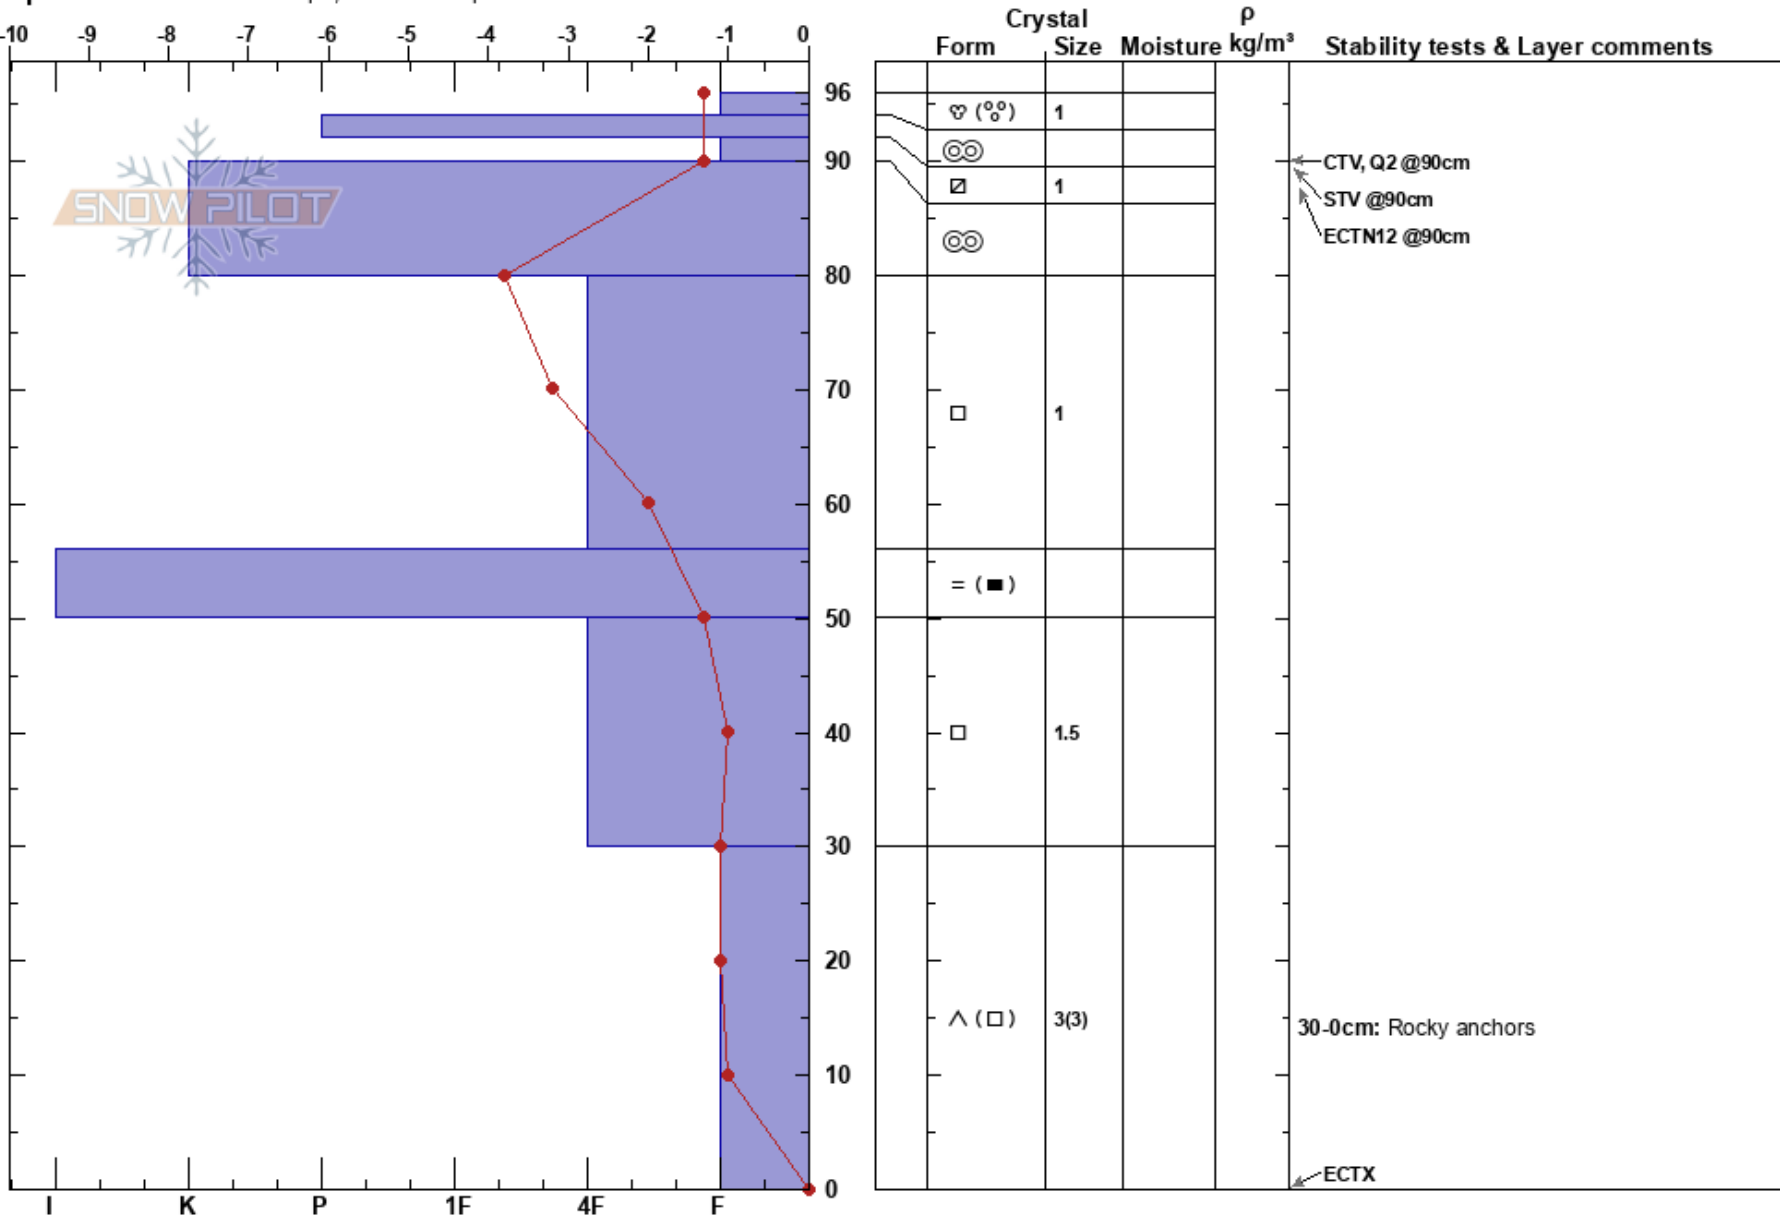 Crystal ρ
-10 -9 -8 -7 -6 -5 -4 -3 -2 -1 0 Form Size Moisture kg/m³ Stability tests & Layer comments
96
1
SNOW PILOT
90 CTV, Q2 @90cm
1 STV @90cm
ECTN12 @90cm
80
70
1
60
= (■)
50
40 1.5
30
20
3(3) 30-0cm: Rocky anchors
10
ECTX
0
I K P 1F 4F F